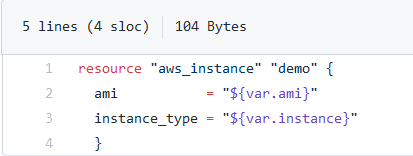 5 lines (4 sloc) 104 Bytes
1 resource "aws_instance" "demo" {
2 ami = "${var.ami}"
3 instance_type = "${var.instance}"
4 }